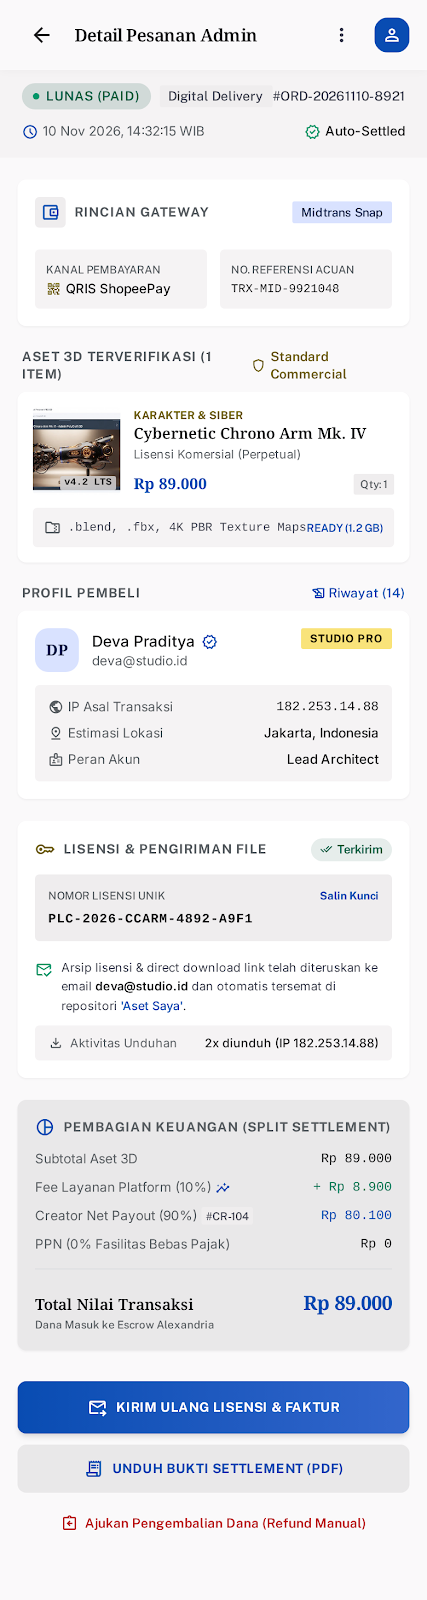 Detail Pesanan Admin
LUNAS (PAID) Digital Delivery #ORD-20261110-8921
10 Nov 2026, 14:32:15 WIB Auto-Settled
RINCIAN GATEWAY Midtrans Snap
KANAL PEMBAYARAN NO. REFERENSI ACUAN
QRIS ShopeePay TRX-MID-9921048
ASET 3D TERVERIFIKASI (1 Standard
ITEM) Commercial
KARAKTER & SIBER
Cybernetic Chrono Arm Mk. IV
Lisensi Komersial (Perpetual)
v4.2 LTS
Rp 89.000 Qty: 1
.blend, .fbx, 4K PBR Texture Maps READY (1.2 GB)
PROFIL PEMBELI Riwayat (14)
DP Deva Praditya STUDIO PRO
deva@studio.id
IP Asal Transaksi 182.253.14.88
Estimasi Lokasi Jakarta, Indonesia
Peran Akun Lead Architect
LISENSI & PENGIRIMAN FILE Terkirim
NOMOR LISENSI UNIK Salin Kunci
PLC-2026-CCARM-4892-A9F1
Arsip lisensi & direct download link telah diteruskan ke
email deva@studio.id dan otomatis tersemat di
repositori 'Aset Saya'.
Aktivitas Unduhan 2x diunduh (IP 182.253.14.88)
PEMBAGIAN KEUANGAN (SPLIT SETTLEMENT)
Subtotal Aset 3D Rp 89.000
Fee Layanan Platform (10%) + Rp 8.900
Creator Net Payout (90%) #CR-104 Rp 80.100
PPN (0% Fasilitas Bebas Pajak) Rp 0
Total Nilai Transaksi Rp 89.000
Dana Masuk ke Escrow Alexandria
KIRIM ULANG LISENSI & FAKTUR
UNDUH BUKTI SETTLEMENT (PDF)
Ajukan Pengembalian Dana (Refund Manual)